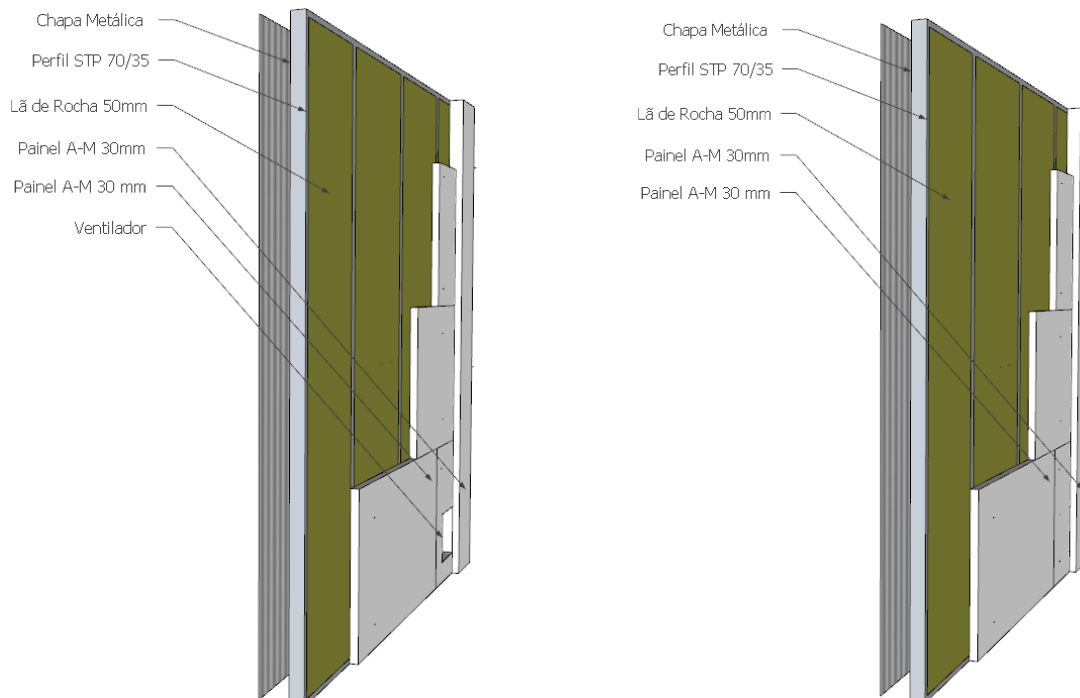 Chapa Metálica
Perfil STP 70/35
Lã de Rocha 50mm
Painel A-M 30mm
Painel A-M 30 mm
Ventilador
Chapa Metálica
Perfil STP 70/35
Lã de Rocha 50mm
Painel A-M 30mm
Painel A-M 30 mm